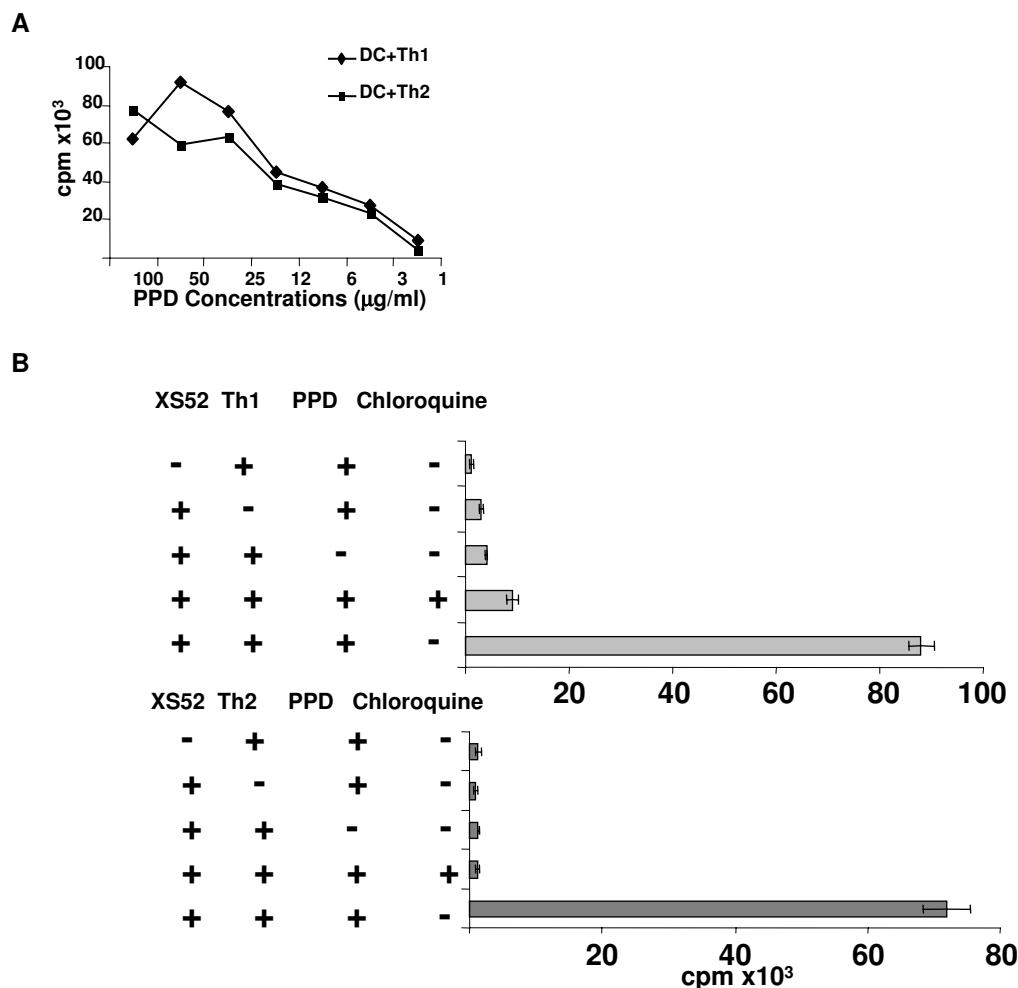 A
DC+Th1
DC+Th2
100
80
60
40
20
cpm x10³
100 50 25 12 6 3 1
PPD Concentrations (μg/ml)
B
XS52 Th1 PPD Chloroquine
- + + -
+ - + -
+ + - -
+ + + +
+ + + -
20 40 60 80 100
XS52 Th2 PPD Chloroquine
- + + -
+ - + -
+ + - -
+ + + +
+ + + -
20 40 60 80
cpm x10³